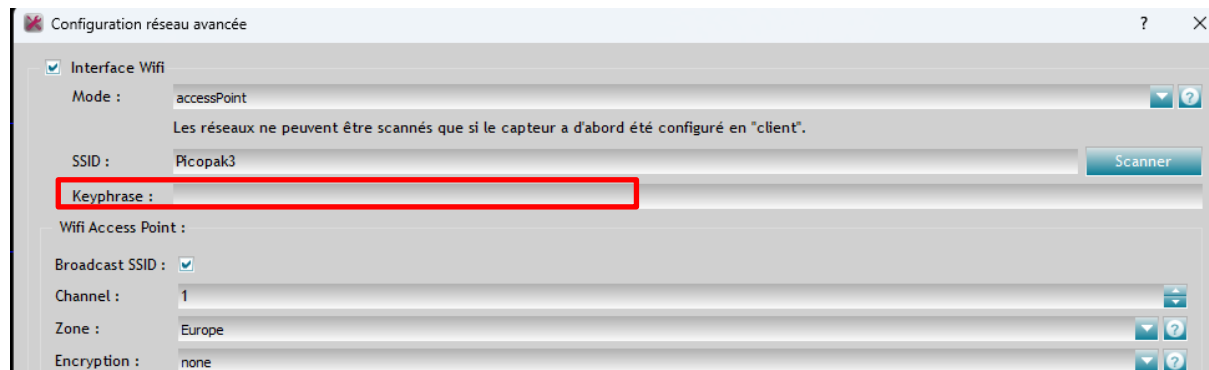 Configuration réseau avancée ?
Interface Wifi
Mode : accessPoint ?
Les réseaux ne peuvent être scannés que si le capteur a d'abord été configuré en "client".
SSID : Picopak3 Scanner
Keyphrase :
Wifi Access Point :
Broadcast SSID :
Channel : 1
Zone : Europe ?
Encryption : none ?